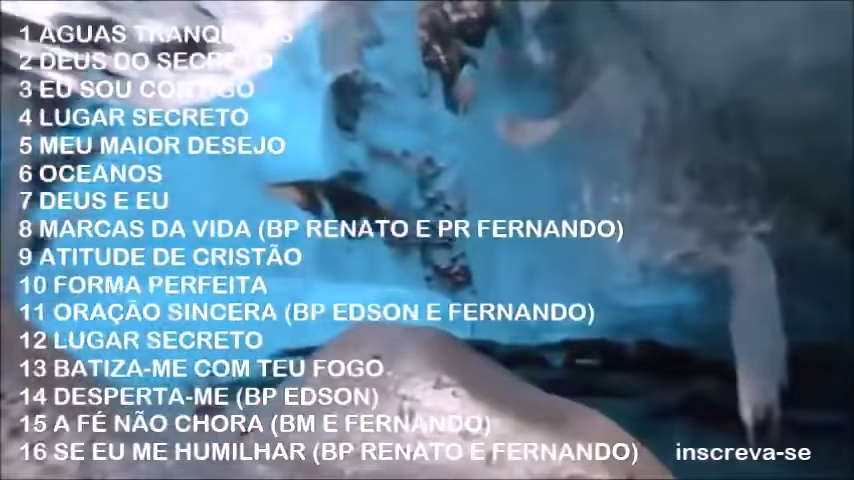 1 AGUAS TRANQUILAS
2 DEUS DO SECRETO
3 EU SOU CONTIGO
4 LUGAR SECRETO
5 MEU MAIOR DESEJO
6 OCEANOS
7 DEUS E EU
8 MARCAS DA VIDA (BP RENATO E PR FERNANDO)
9 ATITUDE DE CRISTÃO
10 FORMA PERFEITA
11 ORAÇÃO SINCERA (BP EDSON E FERNANDO)
12 LUGAR SECRETO
13 BATIZA-ME COM TEU FOGO
14 DESPERTA-ME (BP EDSON)
15 A FÉ NÃO CHORA (BM E FERNANDO)
16 SE EU ME HUMILHAR (BP RENATO E FERNANDO)
inscreva-se